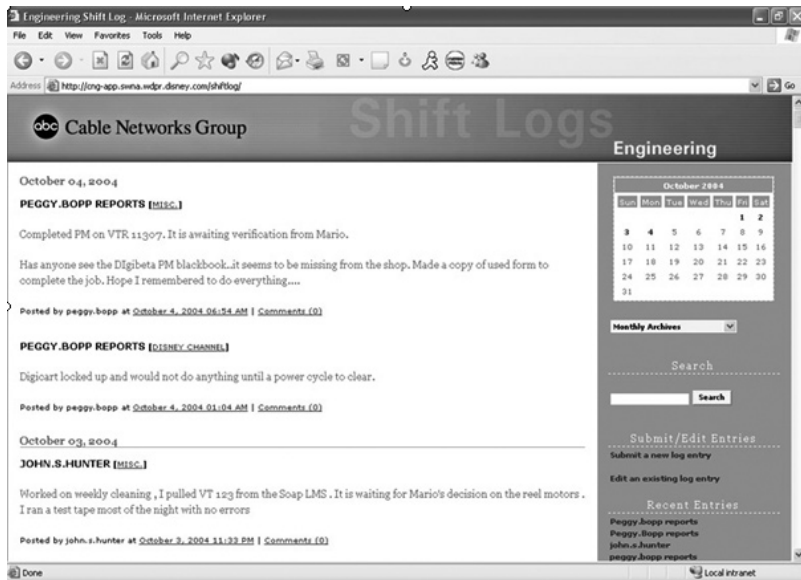 Engineering Shift Log - Microsoft Internet Explorer
File Edit View Favorites Tools Help
Address http://cng-app.swna.wdpr.disney.com/shiftlog/ Go
abc Cable Networks Group
Shift Logs
Engineering
October 04, 2004
PEGGY.BOPP REPORTS [MISC.]
Completed PM on VTR 11307. It is awaiting verification from Mario.
Has anyone see the DIgibeta PM blackbook..it seems to be missing from the shop. Made a copy of used form to
complete the job. Hope I remembered to do everything....
Posted by peggy.bopp at October 4, 2004 06:54 AM | Comments (0)
PEGGY.BOPP REPORTS [DISNEY CHANNEL]
Digicart locked up and would not do anything until a power cycle to clear.
Posted by peggy.bopp at October 4, 2004 01:04 AM | Comments (0)
October 03, 2004
JOHN.S.HUNTER [MISC.]
Worked on weekly cleaning , I pulled VT 123 from the Soap LMS . It is waiting for Mario's decision on the reel motors .
I ran a test tape most of the night with no errors
Posted by john.s.hunter at October 3, 2004 11:33 PM | Comments (0)
October 2004
Sun Mon Tue Wed Thu Fri Sat
1 2
3 4 5 6 7 8 9
10 11 12 13 14 15 16
17 18 19 20 21 22 23
24 25 26 27 28 29 30
31
Monthly Archives
Search
Search
Submit/Edit Entries
Submit a new log entry
Edit an existing log entry
Recent Entries
Peggy.bopp reports
Peggy.Bopp reports
john.s.hunter
peggy.bopp reports
Done
Local intranet